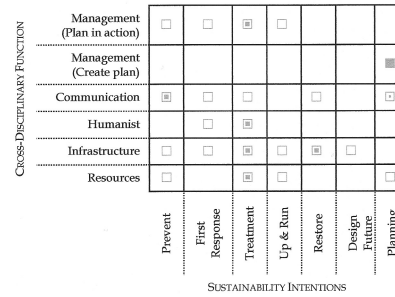 CROSS-DISCIPLINARY FUNCTION
Management
(Plan in action)
Management
(Create plan)
Communication
Humanist
Infrastructure
Resources
Prevent
First
Response
Treatment
Up & Run
Restore
Design
Future
Planning
SUSTAINABILITY INTENTIONS